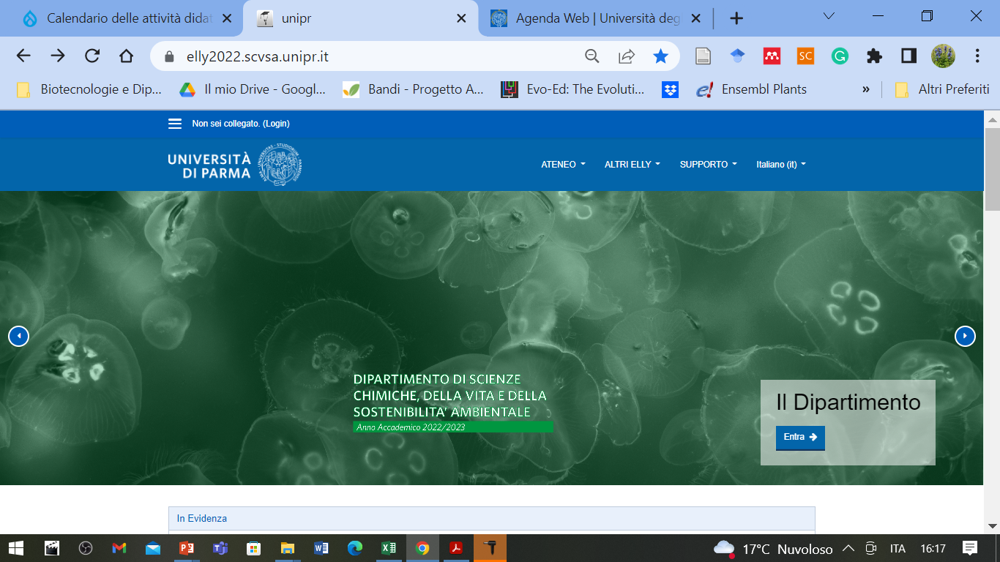 Calendario delle attività didat
unipr
Agenda Web | Università deg
elly2022.scvsa.unipr.it
SC
Biotecnologie e Dip...
Il mio Drive - Googl...
Bandi - Progetto A...
Evo-Ed: The Evoluti...
e!
Ensembl Plants
»
Altri Preferiti
Non sei collegato. (Login)
UNIVERSITÀ
DI PARMA
ATENEO
ALTRI ELLY
SUPPORTO
Italiano (it)
DIPARTIMENTO DI SCIENZE
CHIMICHE, DELLA VITA E DELLA
SOSTENIBILITA' AMBIENTALE
Anno Accademico 2022/2023
Il Dipartimento
Entra
In Evidenza
17°C Nuvoloso
ITA
16:17